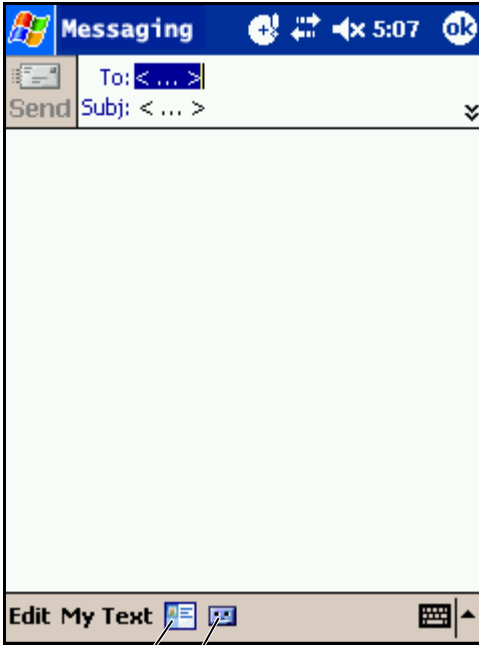 Messaging 5:07 ok
To: < ... >
Send Subj: < ... >
Edit My Text